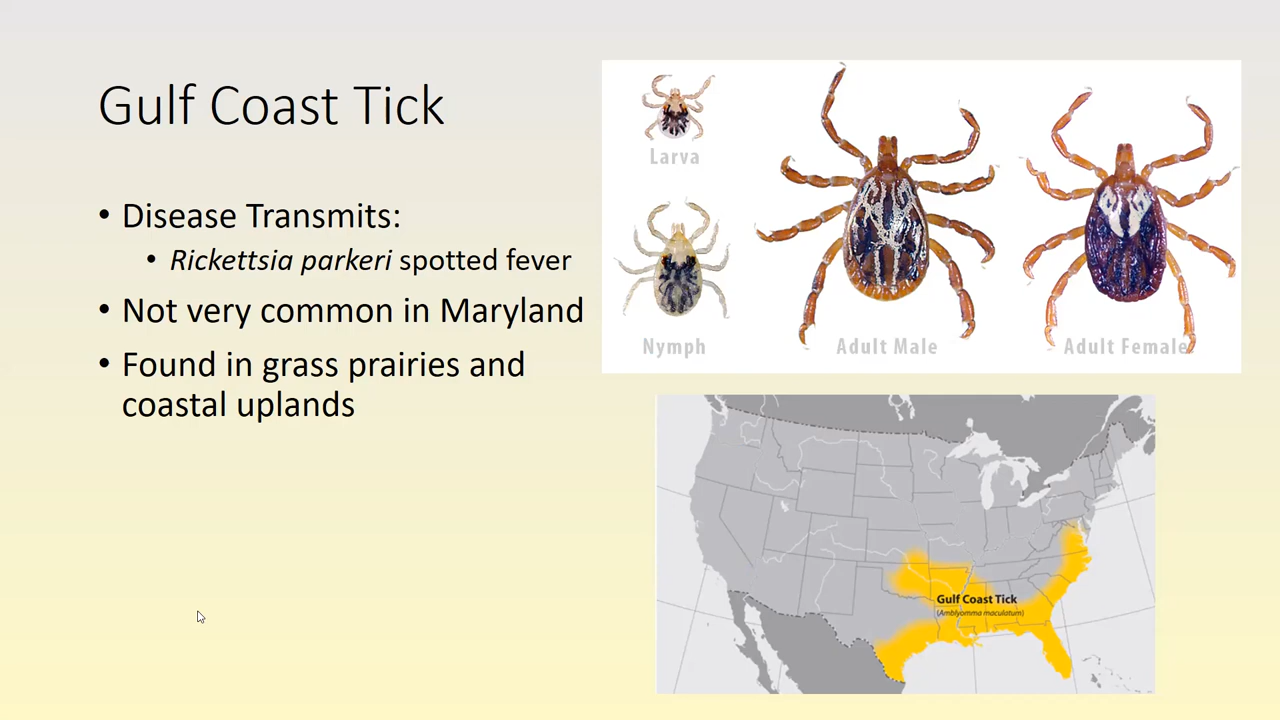 Gulf Coast Tick
• Disease Transmits:
• Rickettsia parkeri spotted fever
• Not very common in Maryland
• Found in grass prairies and
coastal uplands
Larva
Nymph
Adult Male
Adult Female
Gulf Coast Tick
(Amblyomma maculatum)